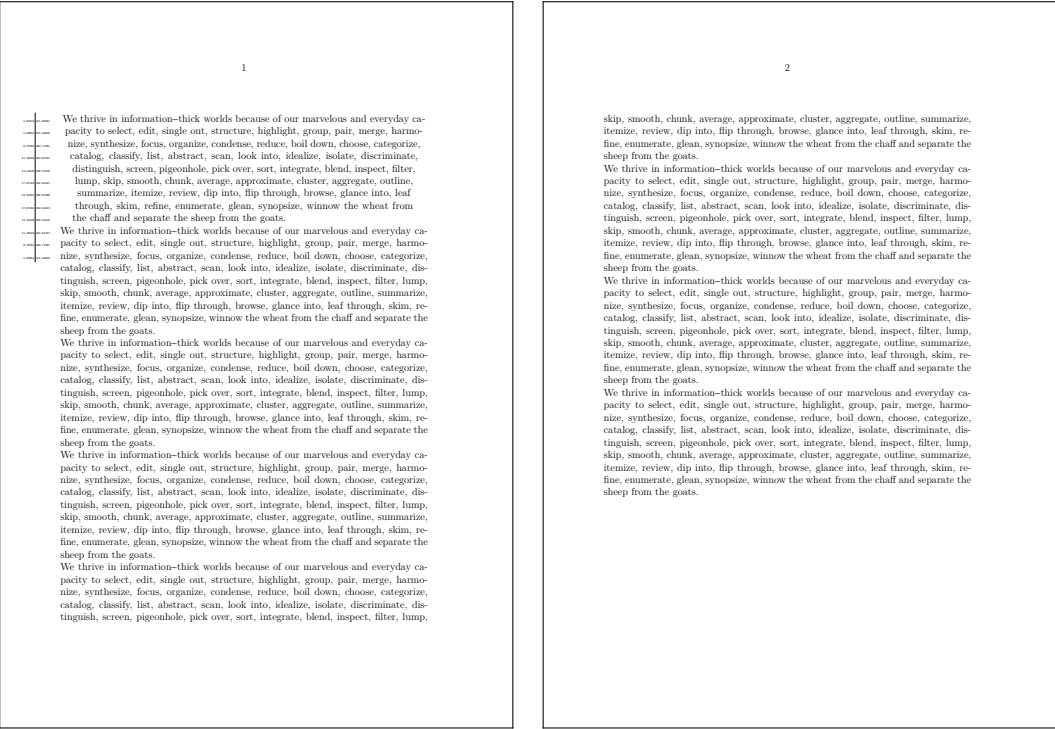 1
We thrive in information–thick worlds because of our marvelous and everyday ca-
pacity to select, edit, single out, structure, highlight, group, pair, merge, harmo-
nize, synthesize, focus, organize, condense, reduce, boil down, choose, categorize,
catalog, classify, list, abstract, scan, look into, idealize, isolate, discriminate,
distinguish, screen, pigeonhole, pick over, sort, integrate, blend, inspect, filter,
lump, skip, smooth, chunk, average, approximate, cluster, aggregate, outline,
summarize, itemize, review, dip into, flip through, browse, glance into, leaf
through, skim, refine, enumerate, glean, synopsize, winnow the wheat from
the chaff and separate the sheep from the goats.
We thrive in information–thick worlds because of our marvelous and everyday ca-
pacity to select, edit, single out, structure, highlight, group, pair, merge, harmo-
nize, synthesize, focus, organize, condense, reduce, boil down, choose, categorize,
catalog, classify, list, abstract, scan, look into, idealize, isolate, discriminate, dis-
tinguish, screen, pigeonhole, pick over, sort, integrate, blend, inspect, filter, lump,
skip, smooth, chunk, average, approximate, cluster, aggregate, outline, summarize,
itemize, review, dip into, flip through, browse, glance into, leaf through, skim, re-
fine, enumerate, glean, synopsize, winnow the wheat from the chaff and separate the
sheep from the goats.
We thrive in information–thick worlds because of our marvelous and everyday ca-
pacity to select, edit, single out, structure, highlight, group, pair, merge, harmo-
nize, synthesize, focus, organize, condense, reduce, boil down, choose, categorize,
catalog, classify, list, abstract, scan, look into, idealize, isolate, discriminate, dis-
tinguish, screen, pigeonhole, pick over, sort, integrate, blend, inspect, filter, lump,
skip, smooth, chunk, average, approximate, cluster, aggregate, outline, summarize,
itemize, review, dip into, flip through, browse, glance into, leaf through, skim, re-
fine, enumerate, glean, synopsize, winnow the wheat from the chaff and separate the
sheep from the goats.
We thrive in information–thick worlds because of our marvelous and everyday ca-
pacity to select, edit, single out, structure, highlight, group, pair, merge, harmo-
nize, synthesize, focus, organize, condense, reduce, boil down, choose, categorize,
catalog, classify, list, abstract, scan, look into, idealize, isolate, discriminate, dis-
tinguish, screen, pigeonhole, pick over, sort, integrate, blend, inspect, filter, lump,
skip, smooth, chunk, average, approximate, cluster, aggregate, outline, summarize,
itemize, review, dip into, flip through, browse, glance into, leaf through, skim, re-
fine, enumerate, glean, synopsize, winnow the wheat from the chaff and separate the
sheep from the goats.
We thrive in information–thick worlds because of our marvelous and everyday ca-
pacity to select, edit, single out, structure, highlight, group, pair, merge, harmo-
nize, synthesize, focus, organize, condense, reduce, boil down, choose, categorize,
catalog, classify, list, abstract, scan, look into, idealize, isolate, discriminate, dis-
tinguish, screen, pigeonhole, pick over, sort, integrate, blend, inspect, filter, lump,
2
skip, smooth, chunk, average, approximate, cluster, aggregate, outline, summarize,
itemize, review, dip into, flip through, browse, glance into, leaf through, skim, re-
fine, enumerate, glean, synopsize, winnow the wheat from the chaff and separate the
sheep from the goats.
We thrive in information–thick worlds because of our marvelous and everyday ca-
pacity to select, edit, single out, structure, highlight, group, pair, merge, harmo-
nize, synthesize, focus, organize, condense, reduce, boil down, choose, categorize,
catalog, classify, list, abstract, scan, look into, idealize, isolate, discriminate, dis-
tinguish, screen, pigeonhole, pick over, sort, integrate, blend, inspect, filter, lump,
skip, smooth, chunk, average, approximate, cluster, aggregate, outline, summarize,
itemize, review, dip into, flip through, browse, glance into, leaf through, skim, re-
fine, enumerate, glean, synopsize, winnow the wheat from the chaff and separate the
sheep from the goats.
We thrive in information–thick worlds because of our marvelous and everyday ca-
pacity to select, edit, single out, structure, highlight, group, pair, merge, harmo-
nize, synthesize, focus, organize, condense, reduce, boil down, choose, categorize,
catalog, classify, list, abstract, scan, look into, idealize, isolate, discriminate, dis-
tinguish, screen, pigeonhole, pick over, sort, integrate, blend, inspect, filter, lump,
skip, smooth, chunk, average, approximate, cluster, aggregate, outline, summarize,
itemize, review, dip into, flip through, browse, glance into, leaf through, skim, re-
fine, enumerate, glean, synopsize, winnow the wheat from the chaff and separate the
sheep from the goats.
We thrive in information–thick worlds because of our marvelous and everyday ca-
pacity to select, edit, single out, structure, highlight, group, pair, merge, harmo-
nize, synthesize, focus, organize, condense, reduce, boil down, choose, categorize,
catalog, classify, list, abstract, scan, look into, idealize, isolate, discriminate, dis-
tinguish, screen, pigeonhole, pick over, sort, integrate, blend, inspect, filter, lump,
skip, smooth, chunk, average, approximate, cluster, aggregate, outline, summarize,
itemize, review, dip into, flip through, browse, glance into, leaf through, skim, re-
fine, enumerate, glean, synopsize, winnow the wheat from the chaff and separate the
sheep from the goats.